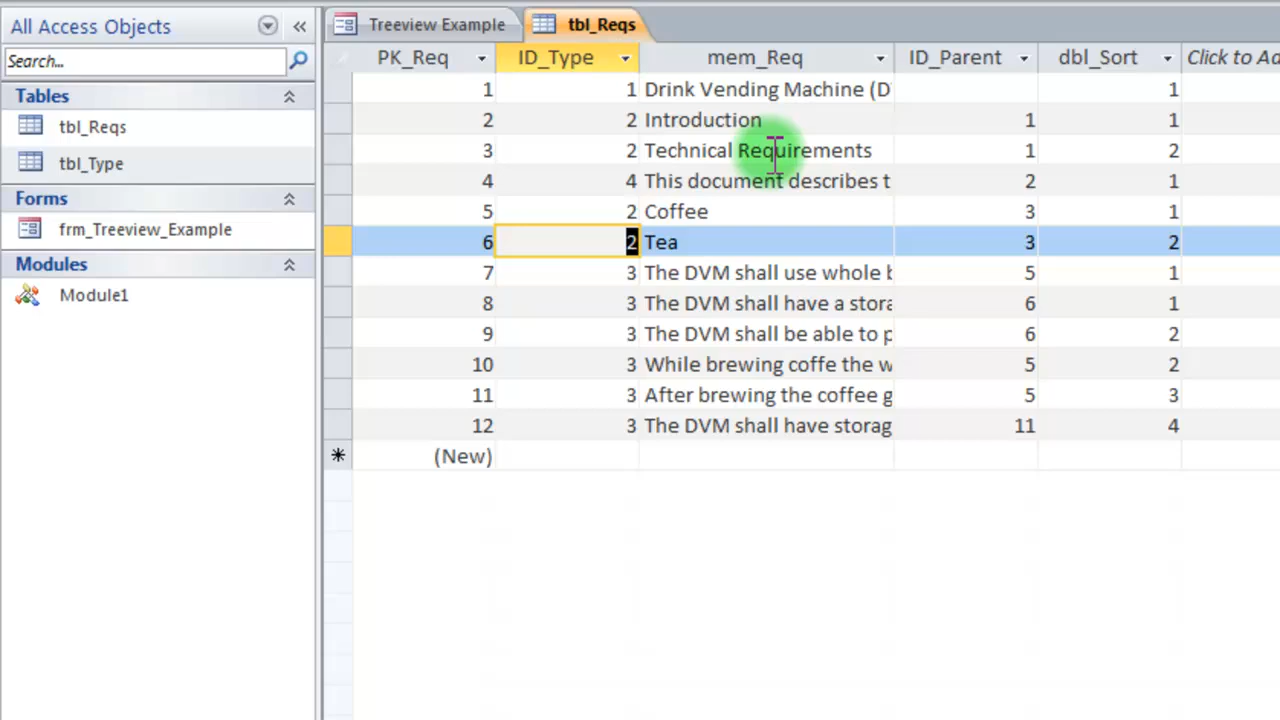 All Access Objects
Search...
Tables
tbl_Reqs
tbl_Type
Forms
frm_Treeview_Example
Modules
Module1
Treeview Example tbl_Reqs
PK_Req ID_Type mem_Req ID_Parent dbl_Sort Click to Ad
1 1 Drink Vending Machine (D 1
2 2 Introduction 1 1
3 2 Technical Requirements 1 2
4 4 This document describes t 2 1
5 2 Coffee 3 1
6 2 Tea 3 2
7 3 The DVM shall use whole b 5 1
8 3 The DVM shall have a stora 6 1
9 3 The DVM shall be able to p 6 2
10 3 While brewing coffe the w 5 2
11 3 After brewing the coffee g 5 3
12 3 The DVM shall have storag 11 4
(New)